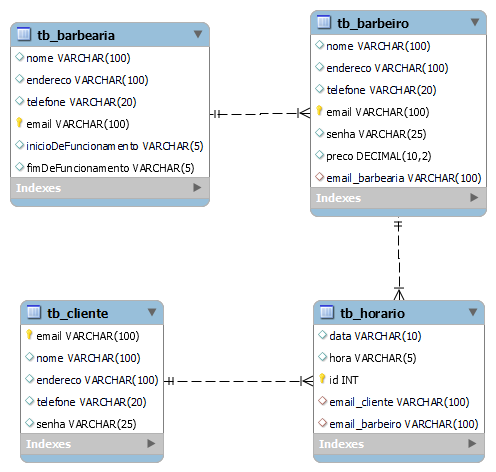 tb_barbearia
nome VARCHAR(100)
endereco VARCHAR(100)
telefone VARCHAR(20)
email VARCHAR(100)
inicioDeFuncionamento VARCHAR(5)
fimDeFuncionamento VARCHAR(5)
Indexes
tb_barbeiro
nome VARCHAR(100)
endereco VARCHAR(100)
telefone VARCHAR(20)
email VARCHAR(100)
senha VARCHAR(25)
preco DECIMAL(10,2)
email_barbearia VARCHAR(100)
Indexes
tb_cliente
email VARCHAR(100)
nome VARCHAR(100)
endereco VARCHAR(100)
telefone VARCHAR(20)
senha VARCHAR(25)
Indexes
tb_horario
data VARCHAR(10)
hora VARCHAR(5)
id INT
email_cliente VARCHAR(100)
email_barbeiro VARCHAR(100)
Indexes